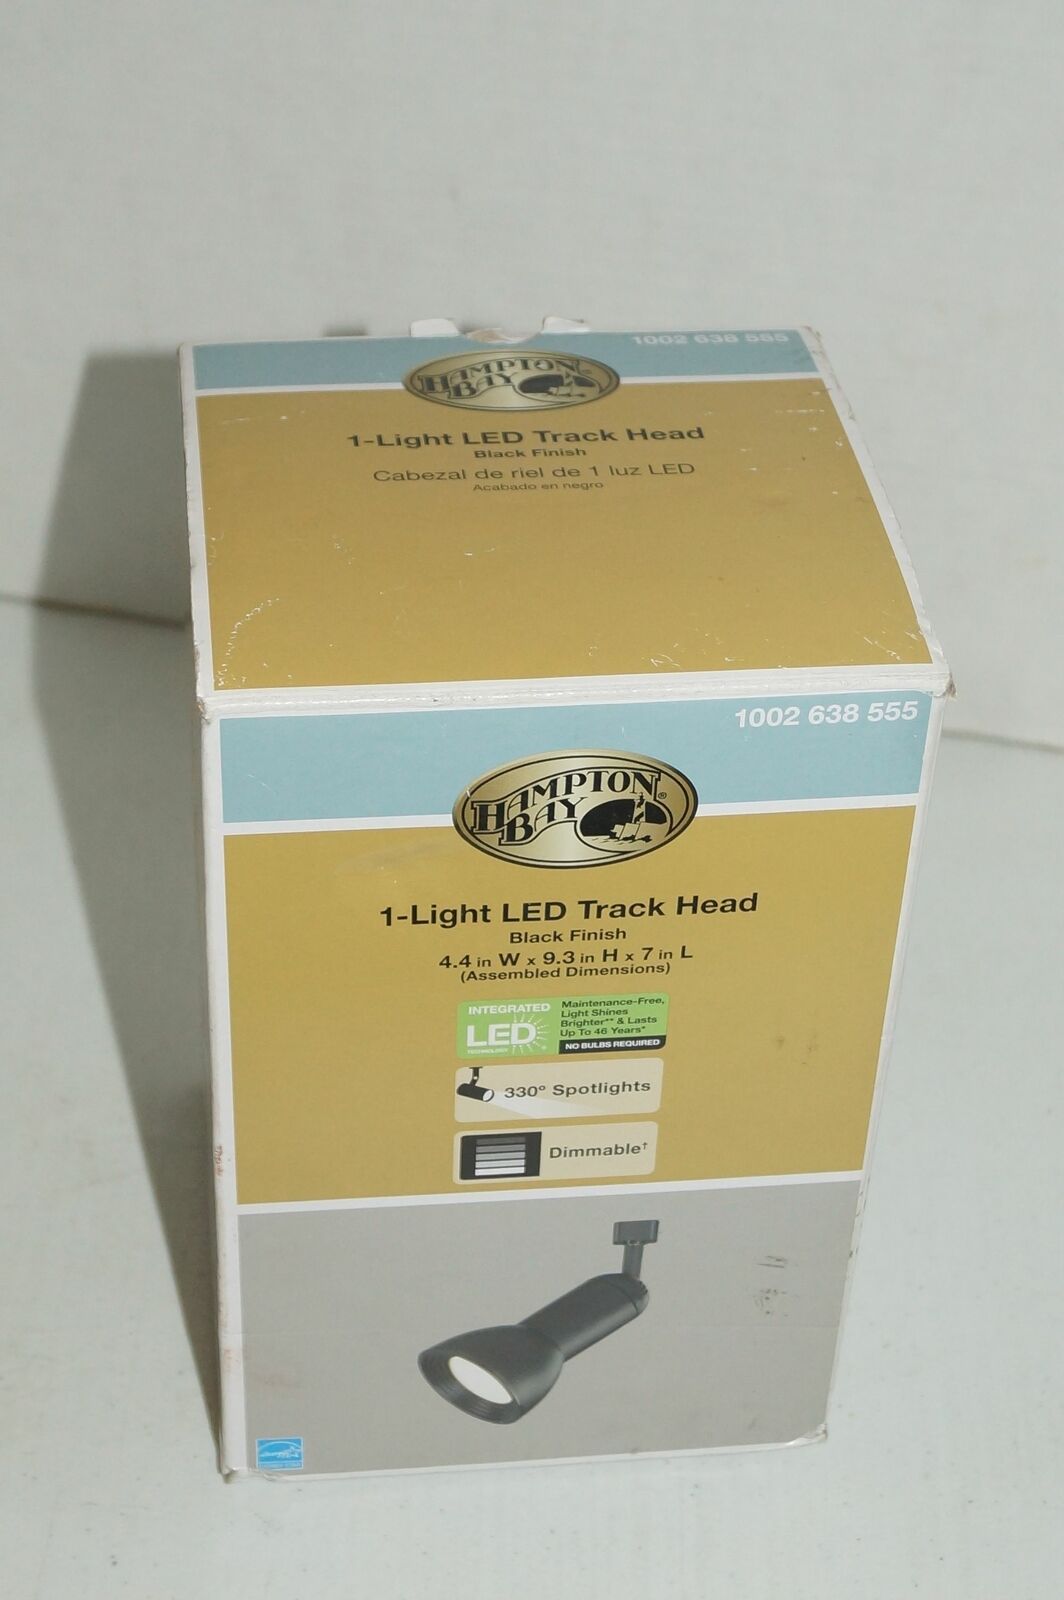 1002 638 555
HAMPTON
BAY
1-Light LED Track Head
Black Finish
Cabezal de riel de 1 luz LED
Acabado en negro
1002 638 555
HAMPTON
BAY®
1-Light LED Track Head
Black Finish
4.4 in W x 9.3 in H x 7 in L
(Assembled Dimensions)
INTEGRATED
LED
TECHNOLOGY
Maintenance-Free,
Light Shines
Brighter** & Lasts
Up To 46 Years*
NO BULBS REQUIRED
330° Spotlights
Dimmable†
ENERGY STAR